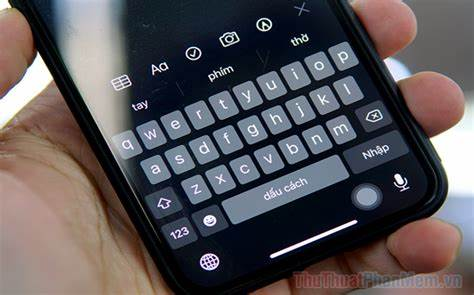 Aa
tay phím thờ
q w e r t y u i o p
a s d f g h j k l
z x c v b n m
123 dấu cách Nhập
ThuThuatPhanMem.vn